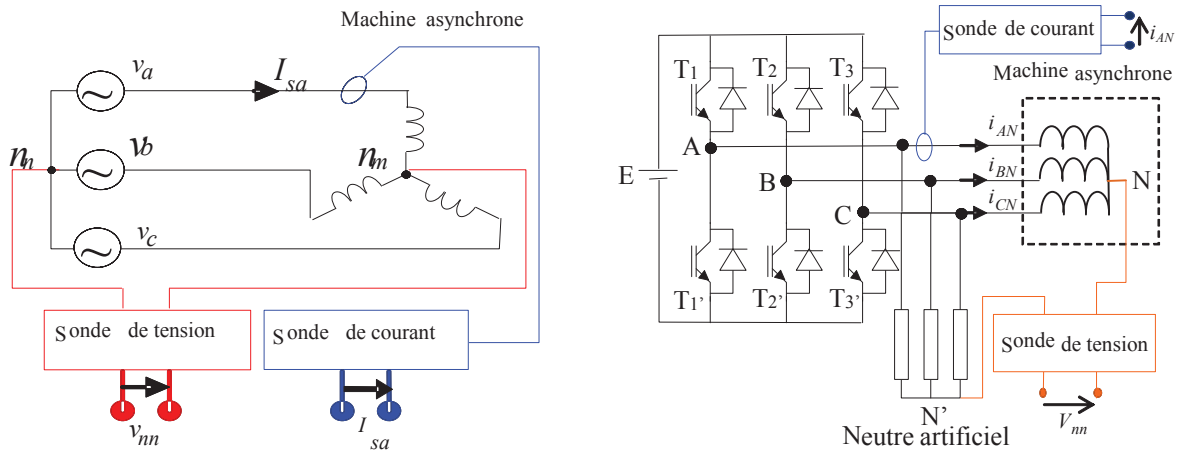 Machine asynchrone
v_a
I_sa
n_n
v_b
n_m
v_c
Sonde de tension
Sonde de courant
v_nn
I_sa
Sonde de courant
i_AN
Machine asynchrone
T1
T2
T3
A
i_AN
E
B
i_BN
N
C
i_CN
T1'
T2'
T3'
Sonde de tension
N'
V_nn
Neutre artificiel